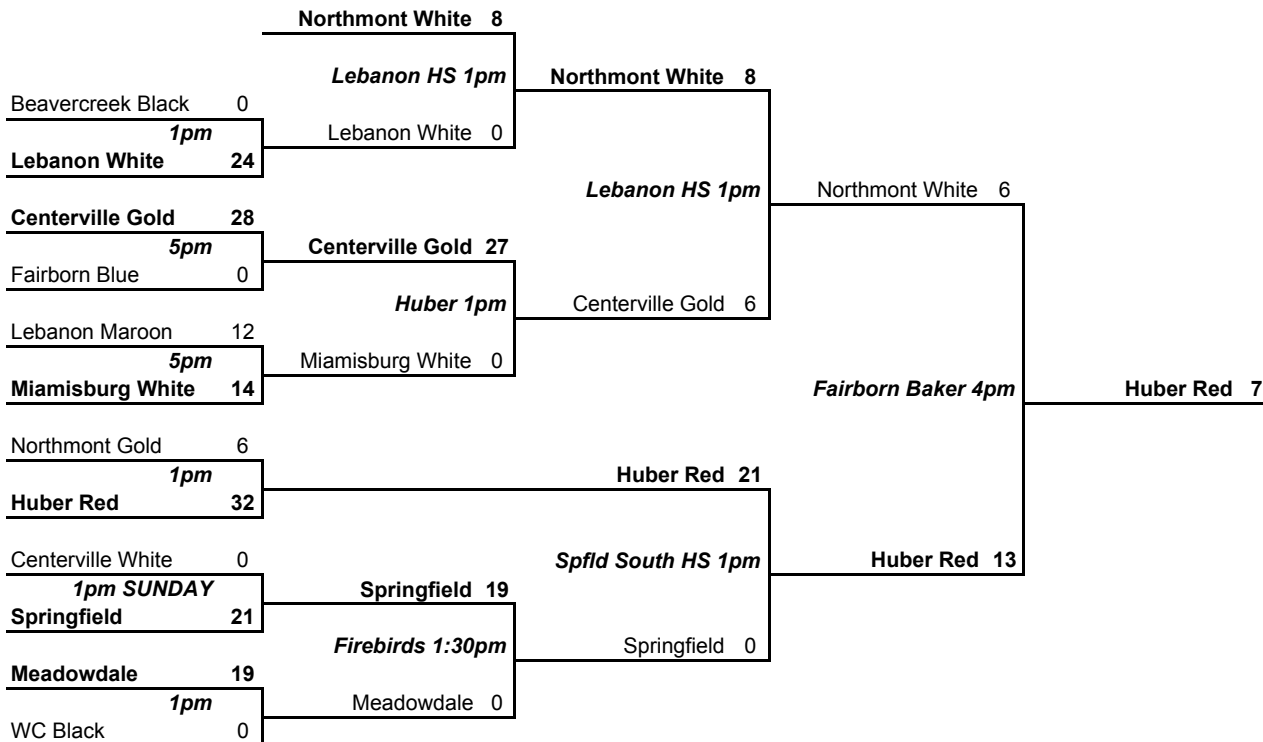 Northmont White 8
Lebanon HS 1pm Northmont White 8
Beavercreek Black 0
1pm Lebanon White 0
Lebanon White 24
Lebanon HS 1pm Northmont White 6
Centerville Gold 28
5pm Centerville Gold 27
Fairborn Blue 0
Huber 1pm Centerville Gold 6
Lebanon Maroon 12
5pm Miamisburg White 0
Miamisburg White 14 Fairborn Baker 4pm Huber Red 7
Northmont Gold 6
1pm Huber Red 21
Huber Red 32
Centerville White 0 Spfld South HS 1pm Huber Red 13
1pm SUNDAY Springfield 19
Springfield 21
Firebirds 1:30pm Springfield 0
Meadowdale 19
1pm Meadowdale 0
WC Black 0